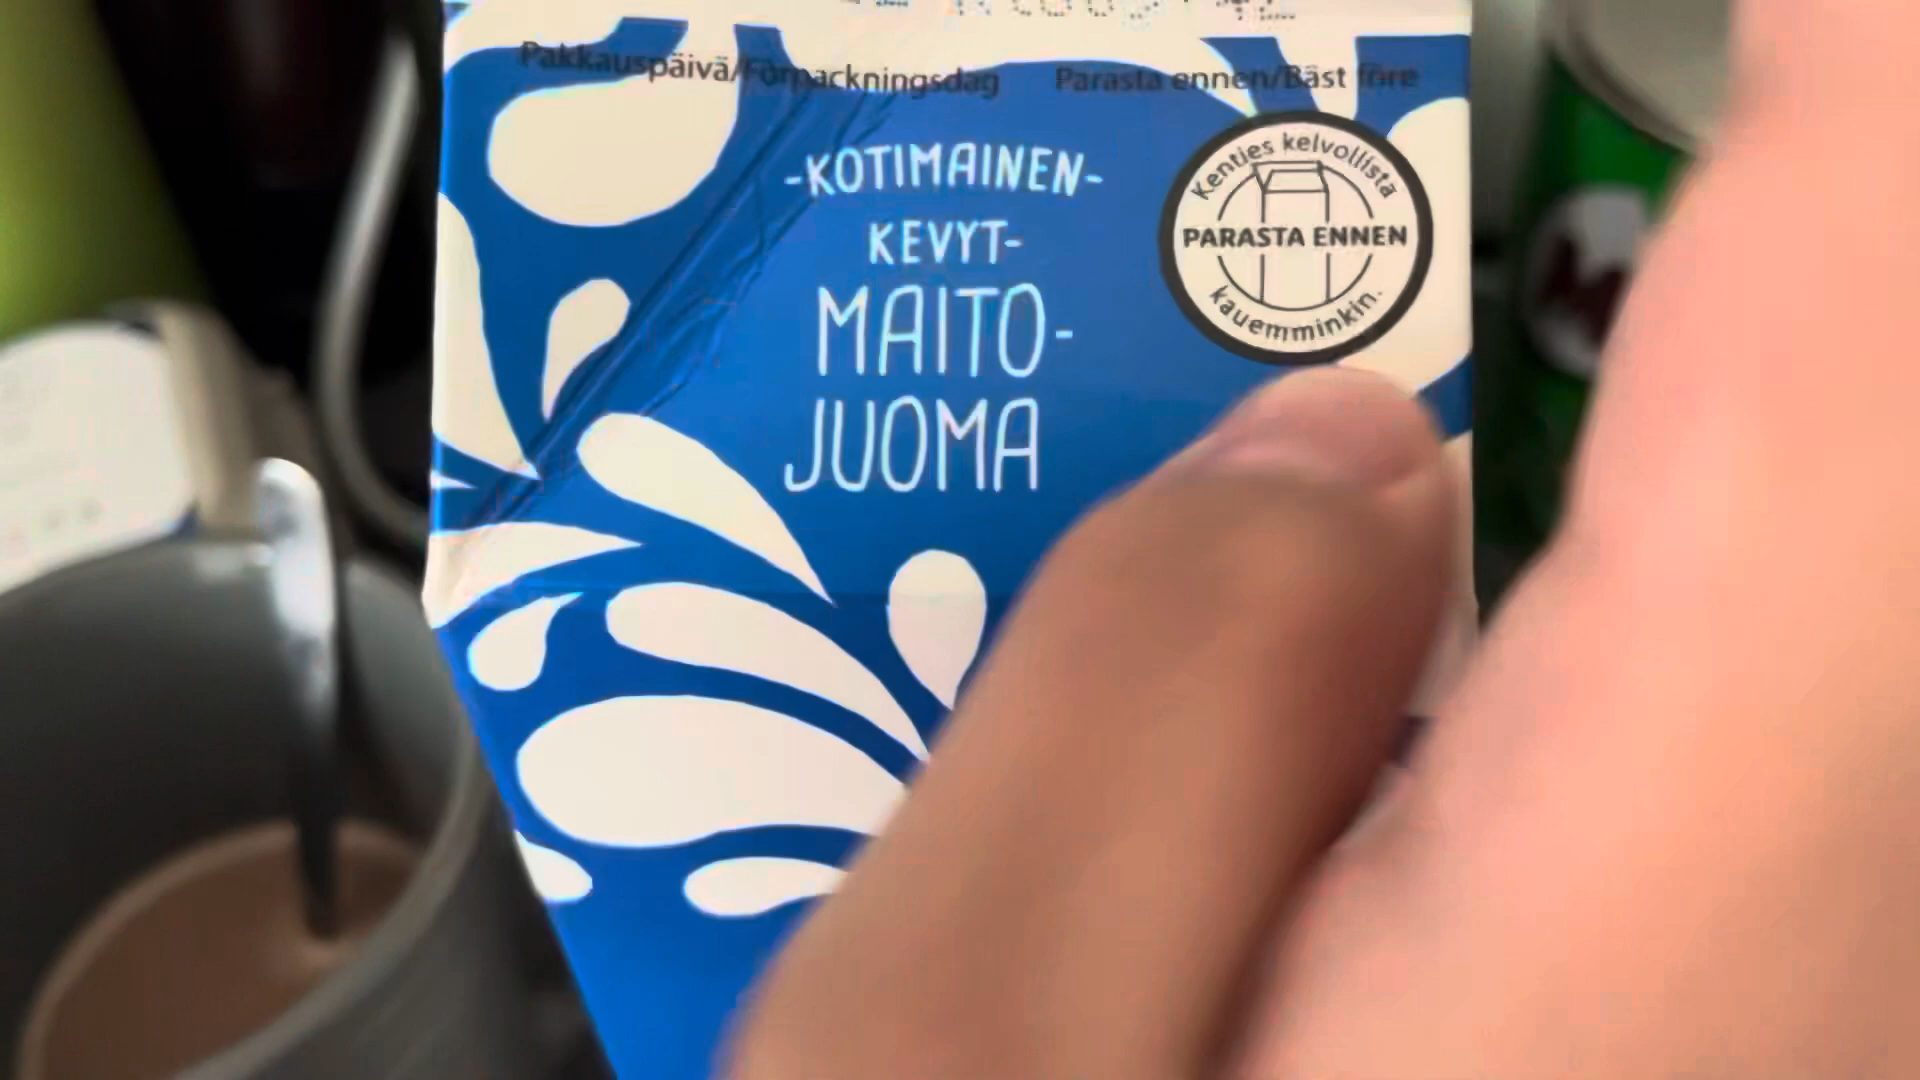 Pakkauspäivä/Förpackningsdag
Parasta ennen/Bäst före
-KOTIMAINEN-
KEVYT-
MAITO-
JUOMA
Kenties kelvollista
PARASTA ENNEN
kauemminkin.